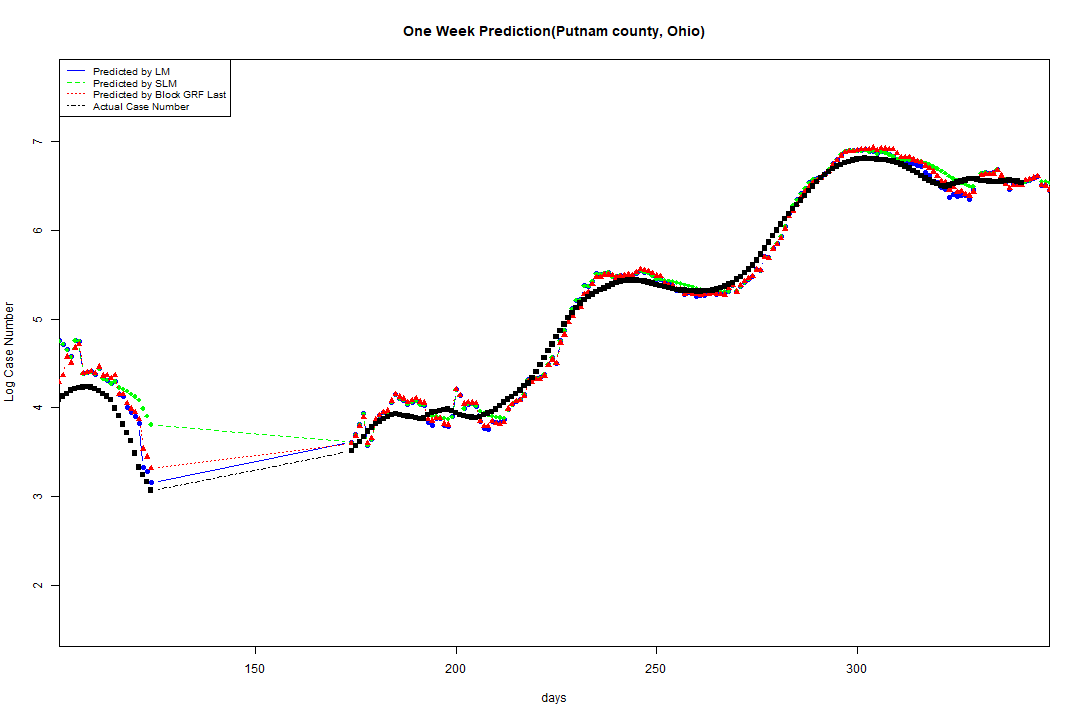 One Week Prediction(Putnam county, Ohio)
Predicted by LM
Predicted by SLM
Predicted by Block GRF Last
Actual Case Number
7
6
5
4
3
2
Log Case Number
150 200 250 300
days